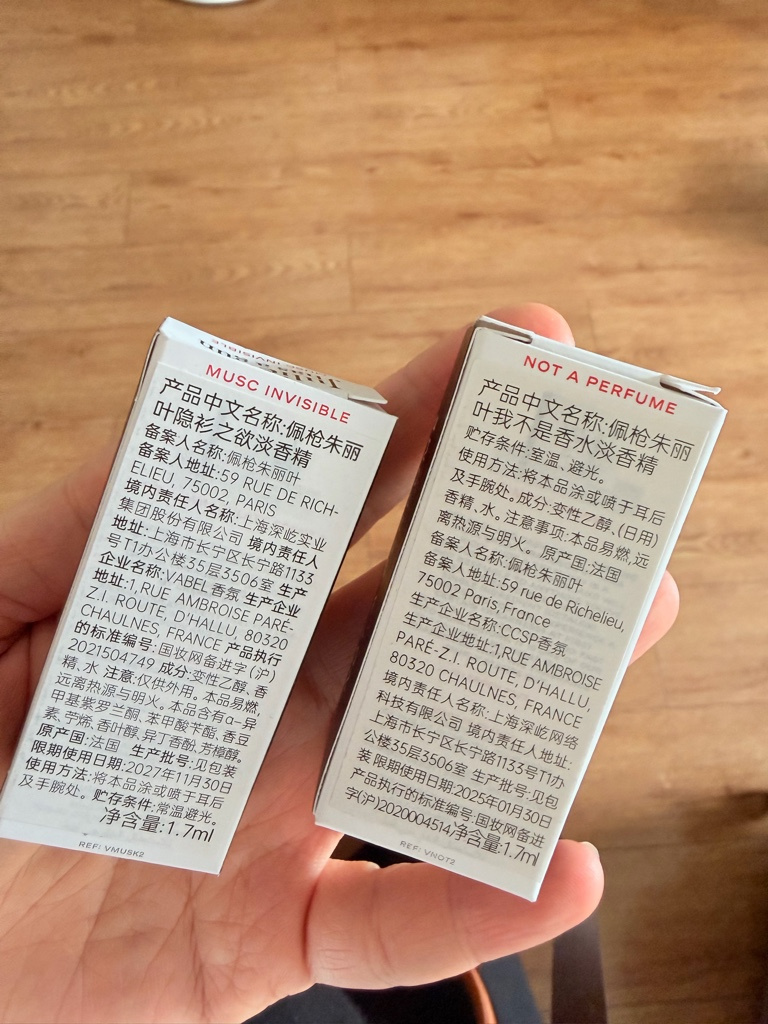 MUSC INVISIBLE
产品中文名称:佩枪朱丽
叶隐衫之欲淡香精
备案人名称:佩枪朱丽叶
备案人地址:59 RUE DE RICH-
ELIEU, 75002, PARIS
境内责任人名称:上海深屹实业
集团股份有限公司 境内责任人
地址:上海市长宁区长宁路1133
号T1办公楼35层3506室 生产
企业名称:VABEL香氛 生产企业
地址:1,RUE AMBROISE PARÉ-
Z.I. ROUTE, D'HALLU, 80320
CHAULNES, FRANCE 产品执行
的标准编号:国妆网备进字(沪)
2021504749 成分:变性乙醇、香
精、水 注意:仅供外用。本品易燃,
远离热源与明火。本品含有α-异
甲基紫罗兰酮、苯甲酸苄酯、香豆
素、宁烯、香叶醇、异丁香酚、芳樟醇。
原产国:法国 生产批号:见包装
限期使用日期:2027年11月30日
使用方法:将本品涂或喷于耳后
及手腕处。贮存条件:常温避光。
净含量:1.7ml
REF: VMUSK2
NOT A PERFUME
产品中文名称:佩枪朱丽
叶我不是香水淡香精
贮存条件:室温、避光。
使用方法:将本品涂或喷于耳后
及手腕处。成分:变性乙醇、(日用)
香精、水。注意事项:本品易燃,远
离热源与明火。 原产国:法国
备案人名称:佩枪朱丽叶
备案人地址:59 rue de Richelieu,
75002 Paris, France
生产企业名称:CCSP香氛
生产企业地址:1,RUE AMBROISE
PARÉ-Z.I. ROUTE, D'HALLU,
80320 CHAULNES, FRANCE
境内责任人名称:上海深屹网络
科技有限公司 境内责任人地址:
上海市长宁区长宁路1133号T1办
公楼35层3506室 生产批号:见包
装 限期使用日期:2025年01月30日
产品执行的标准编号:国妆网备进
字(沪)2020004514 净含量:1.7ml
REF: VNOT2